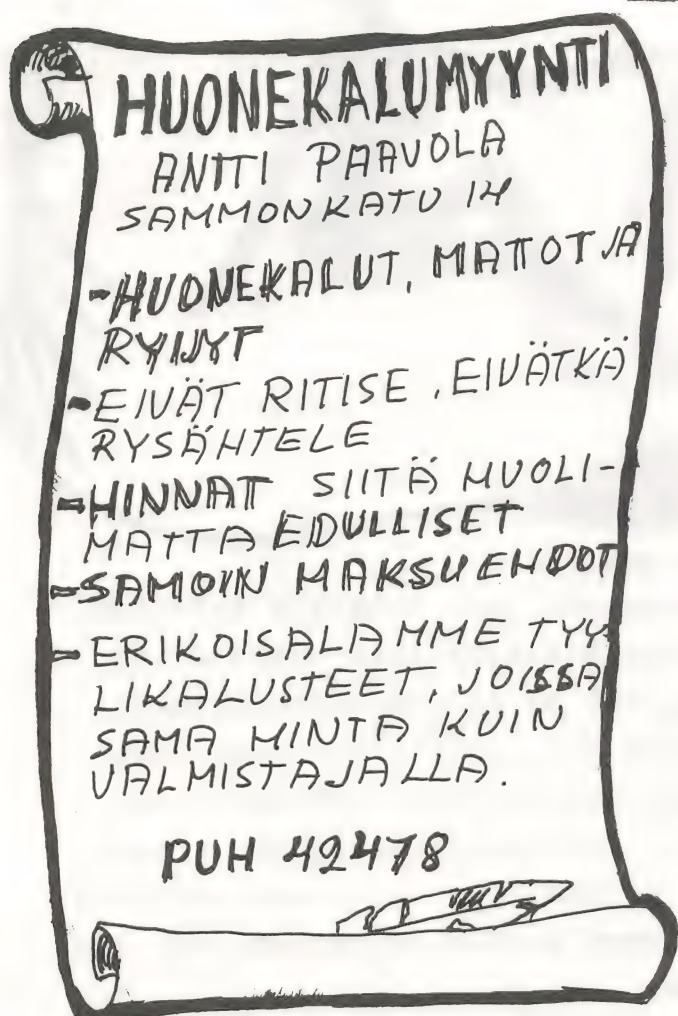 HUONEKALUMYYNTI
ANTTI PAAVOLA
SAMMONKATU 14
-HUONEKALUT, MATTOT JA
RYIJYT
-EIVÄT RITISE, EIVÄTKÄ
RYSÄHTELE
-HINNAT SIITÄ HUOLI-
MATTA EDULLISET
-SAMOIN MAKSUEHDOT
-ERIKOISALAMME TYY-
LIKALUSTEET, JOISSA
SAMA HINTA KUIN
VALMISTAJALLA.
PUH 42478